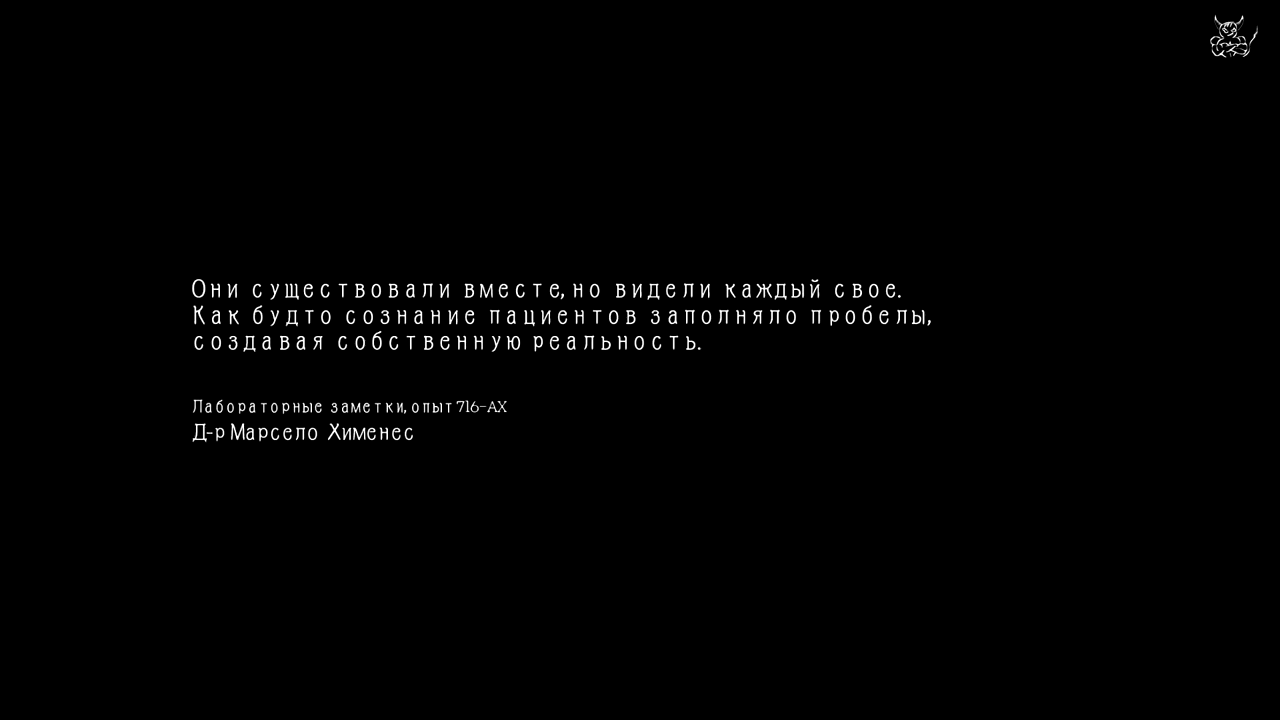 Они существовали вместе, но видели каждый свое.
Как будто сознание пациентов заполняло пробелы,
создавая собственную реальность.
Лабораторные заметки, опыт 716-AX
Д-р Марсело Хименес